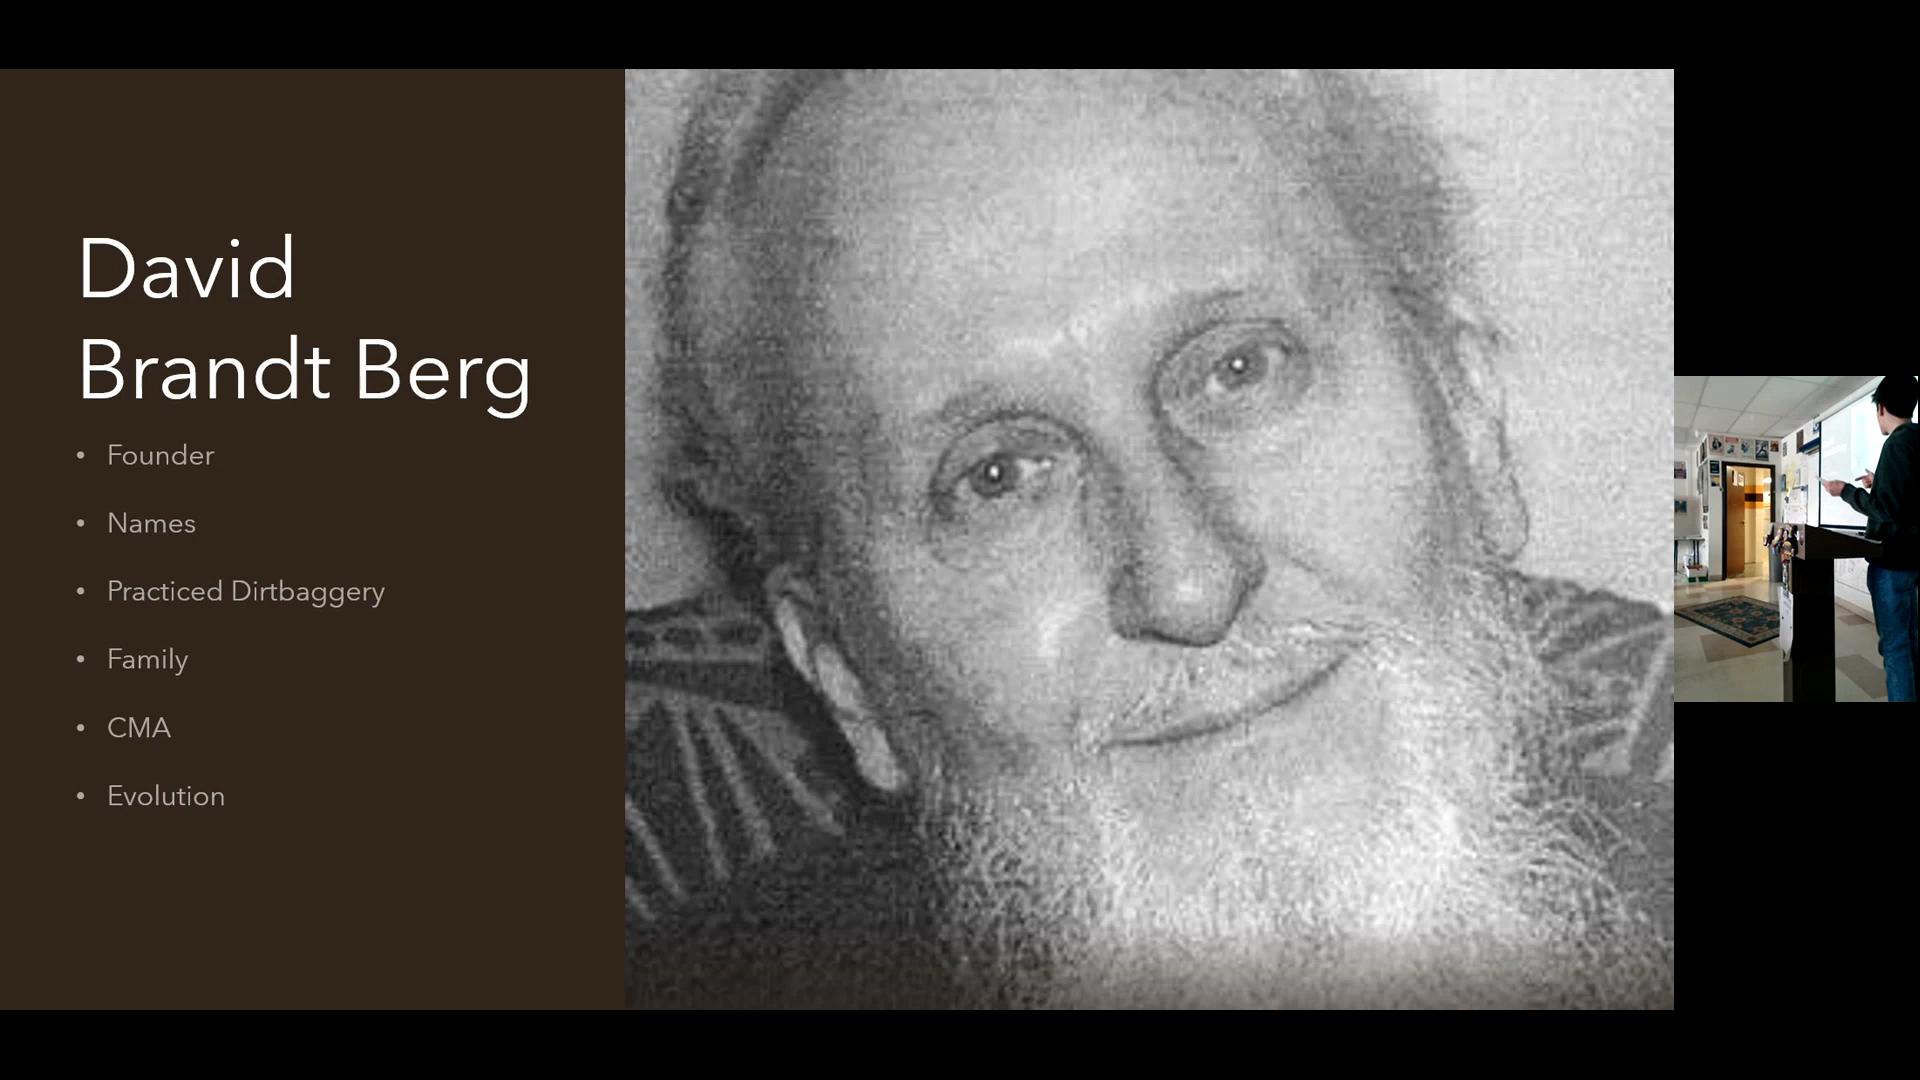 David
Brandt Berg
• Founder
• Names
• Practiced Dirtbaggery
• Family
• CMA
• Evolution